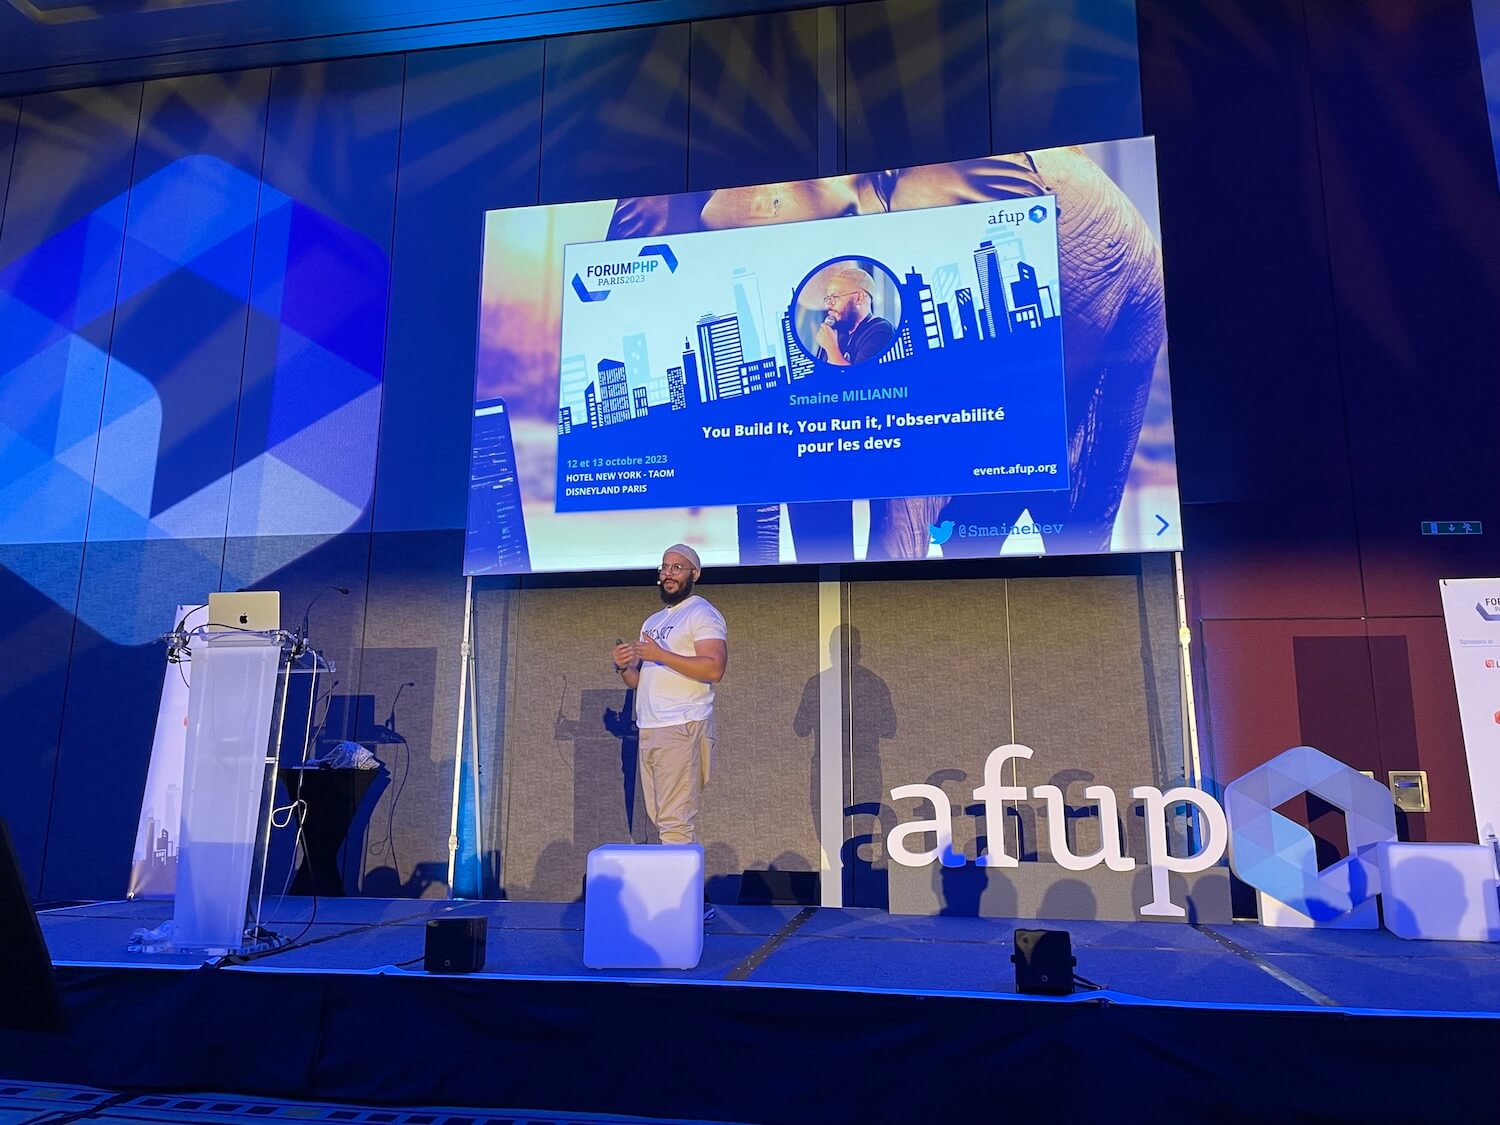 afup
FORUMPHP
PARIS2023
Smaine MILIANNI
You Build It, You Run it, l'observabilité
pour les devs
12 et 13 octobre 2023
HOTEL NEW YORK - TAOM
DISNEYLAND PARIS
event.afup.org
@SmaineDev
afup